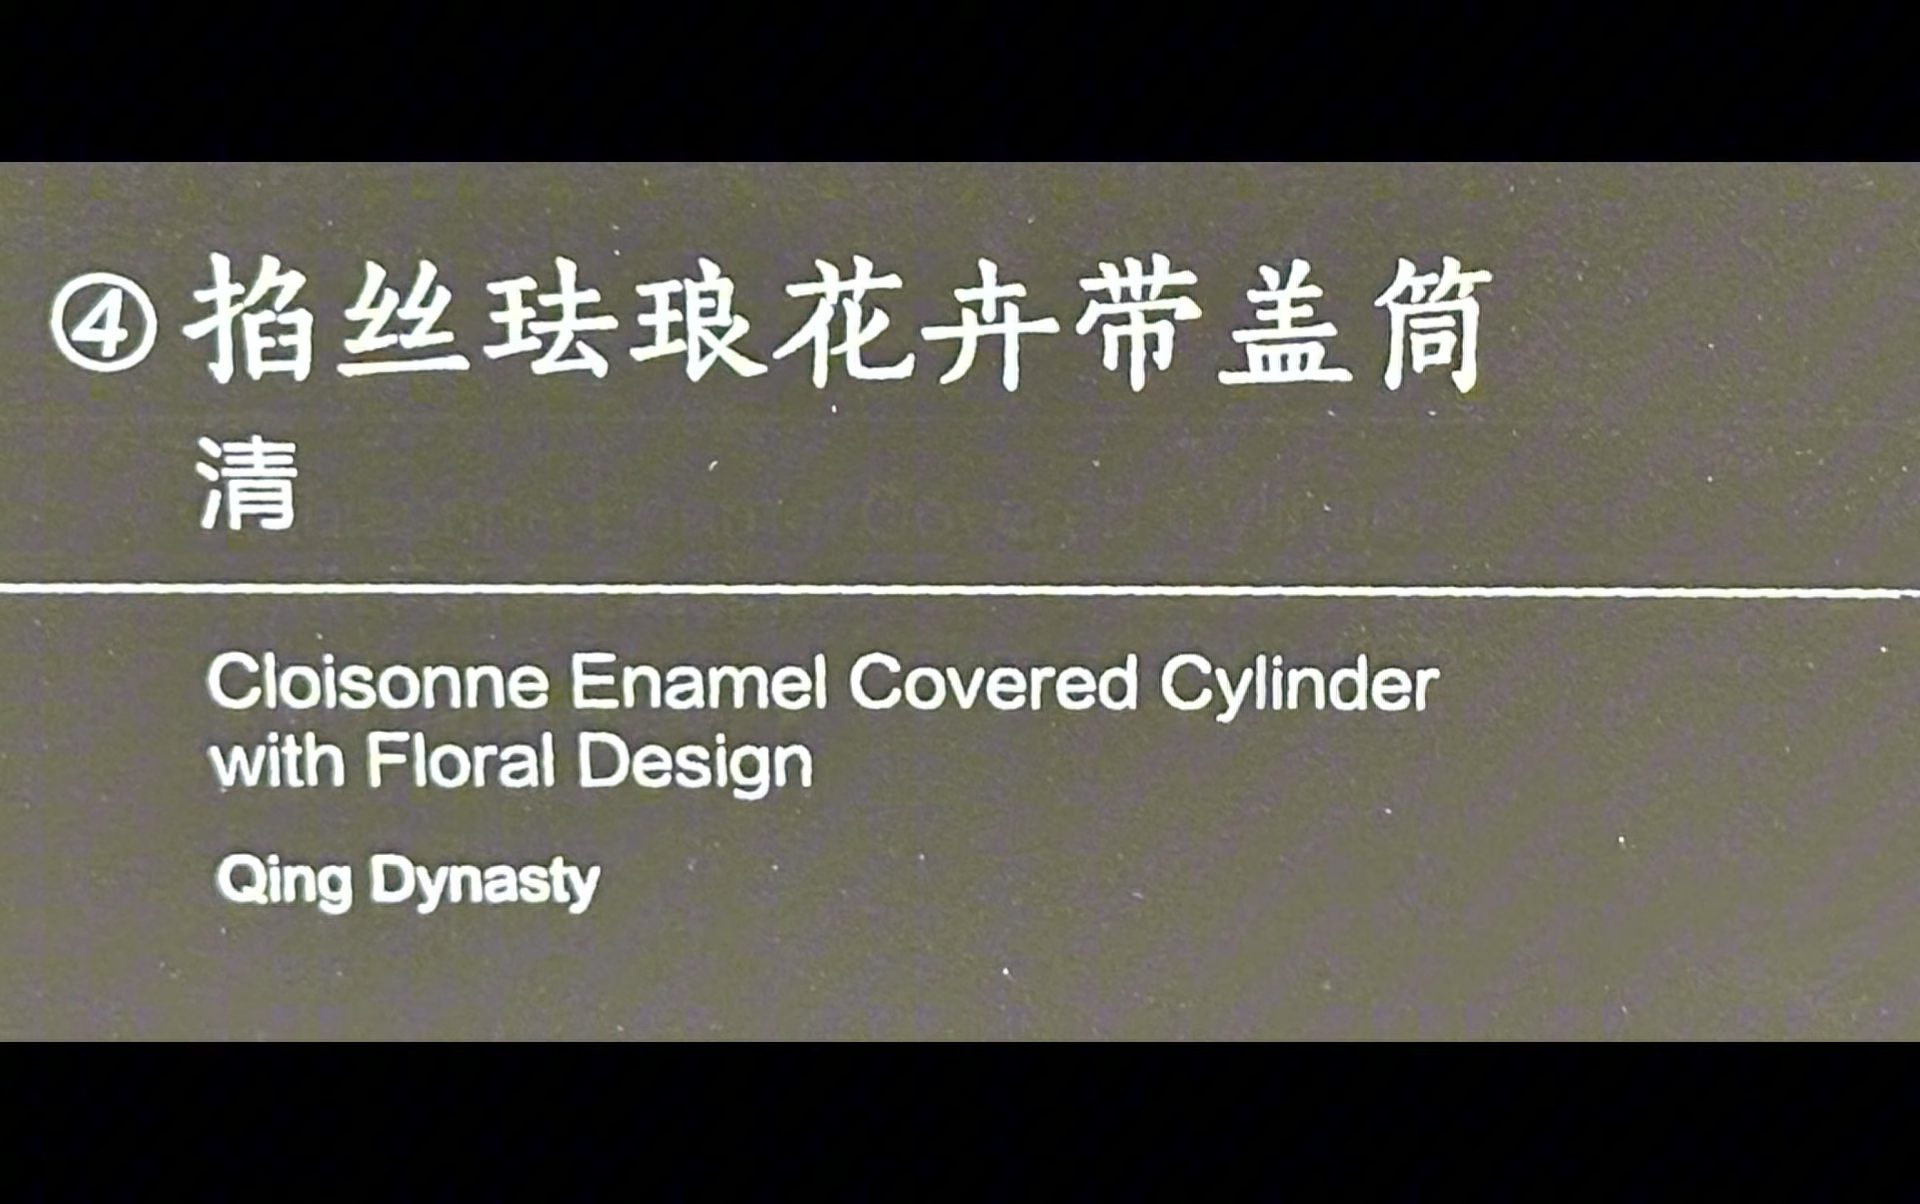 ④掐丝珐琅花卉带盖筒
清
Cloisonne Enamel Covered Cylinder
with Floral Design
Qing Dynasty